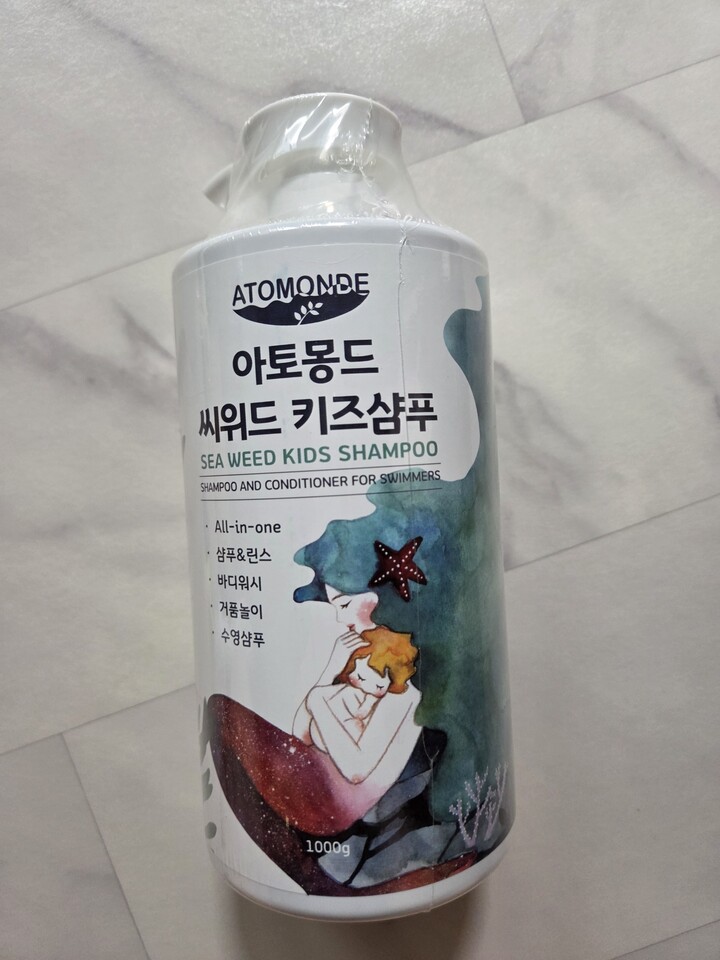 ATOMONDE
아토몽드
씨위드 키즈샴푸
SEA WEED KIDS SHAMPOO
SHAMPOO AND CONDITIONER FOR SWIMMERS
· All-in-one
· 샴푸&린스
· 바디워시
· 거품놀이
· 수영샴푸
1000g